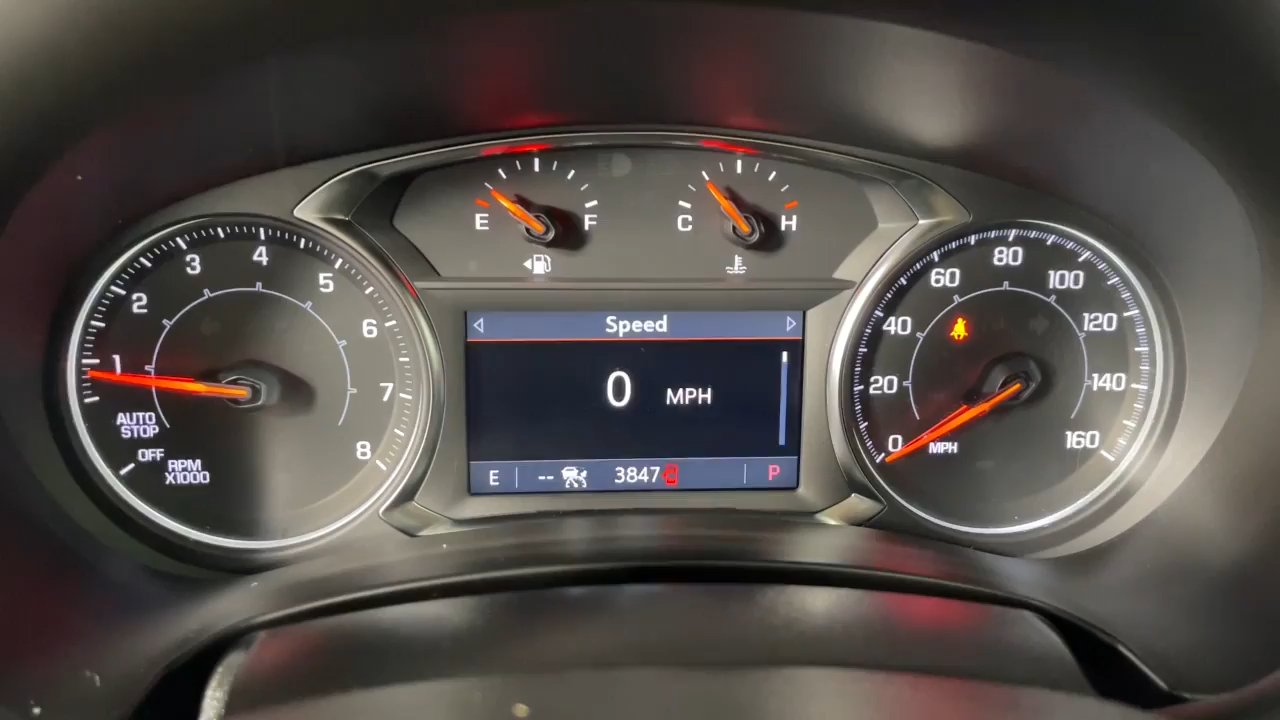 E F
C H
1 2 3 4 5 6 7 8
AUTO
STOP
OFF
RPM
X1000
Speed
0 MPH
E -- 3847 P
0 20 40 60 80 100 120 140 160
MPH